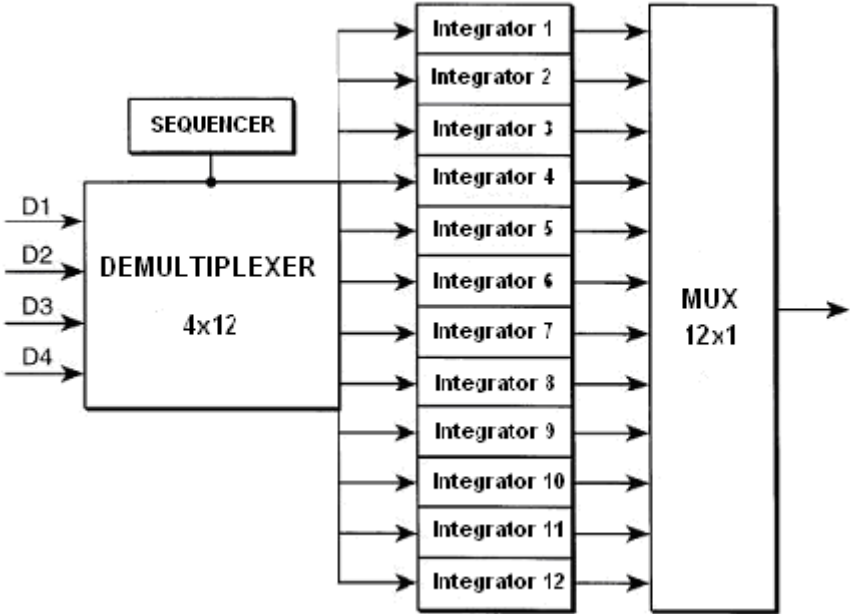 SEQUENCER
D1
D2
D3
D4
DEMULTIPLEXER
4x12
Integrator 1
Integrator 2
Integrator 3
Integrator 4
Integrator 5
Integrator 6
Integrator 7
Integrator 8
Integrator 9
Integrator 10
Integrator 11
Integrator 12
MUX
12x1